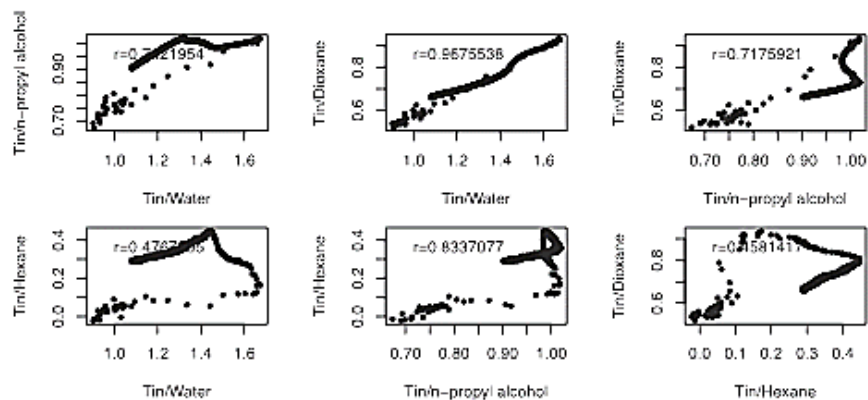 Tin/n-propyl alcohol
0.70 0.90
r=0.7421954
1.0 1.2 1.4 1.6
Tin/Water
Tin/Dioxane
0.6 0.8
r=0.9675538
1.0 1.2 1.4 1.6
Tin/Water
Tin/Dioxane
0.6 0.8
r=0.7175921
0.70 0.80 0.90 1.00
Tin/n-propyl alcohol
Tin/Hexane
0.0 0.2 0.4
1.0 1.2 1.4 1.6
Tin/Water
Tin/Hexane
0.0 0.2 0.4
r=0.8337077
0.70 0.80 0.90 1.00
Tin/n-propyl alcohol
Tin/Dioxane
0.6 0.8
0.0 0.1 0.2 0.3 0.4
Tin/Hexane